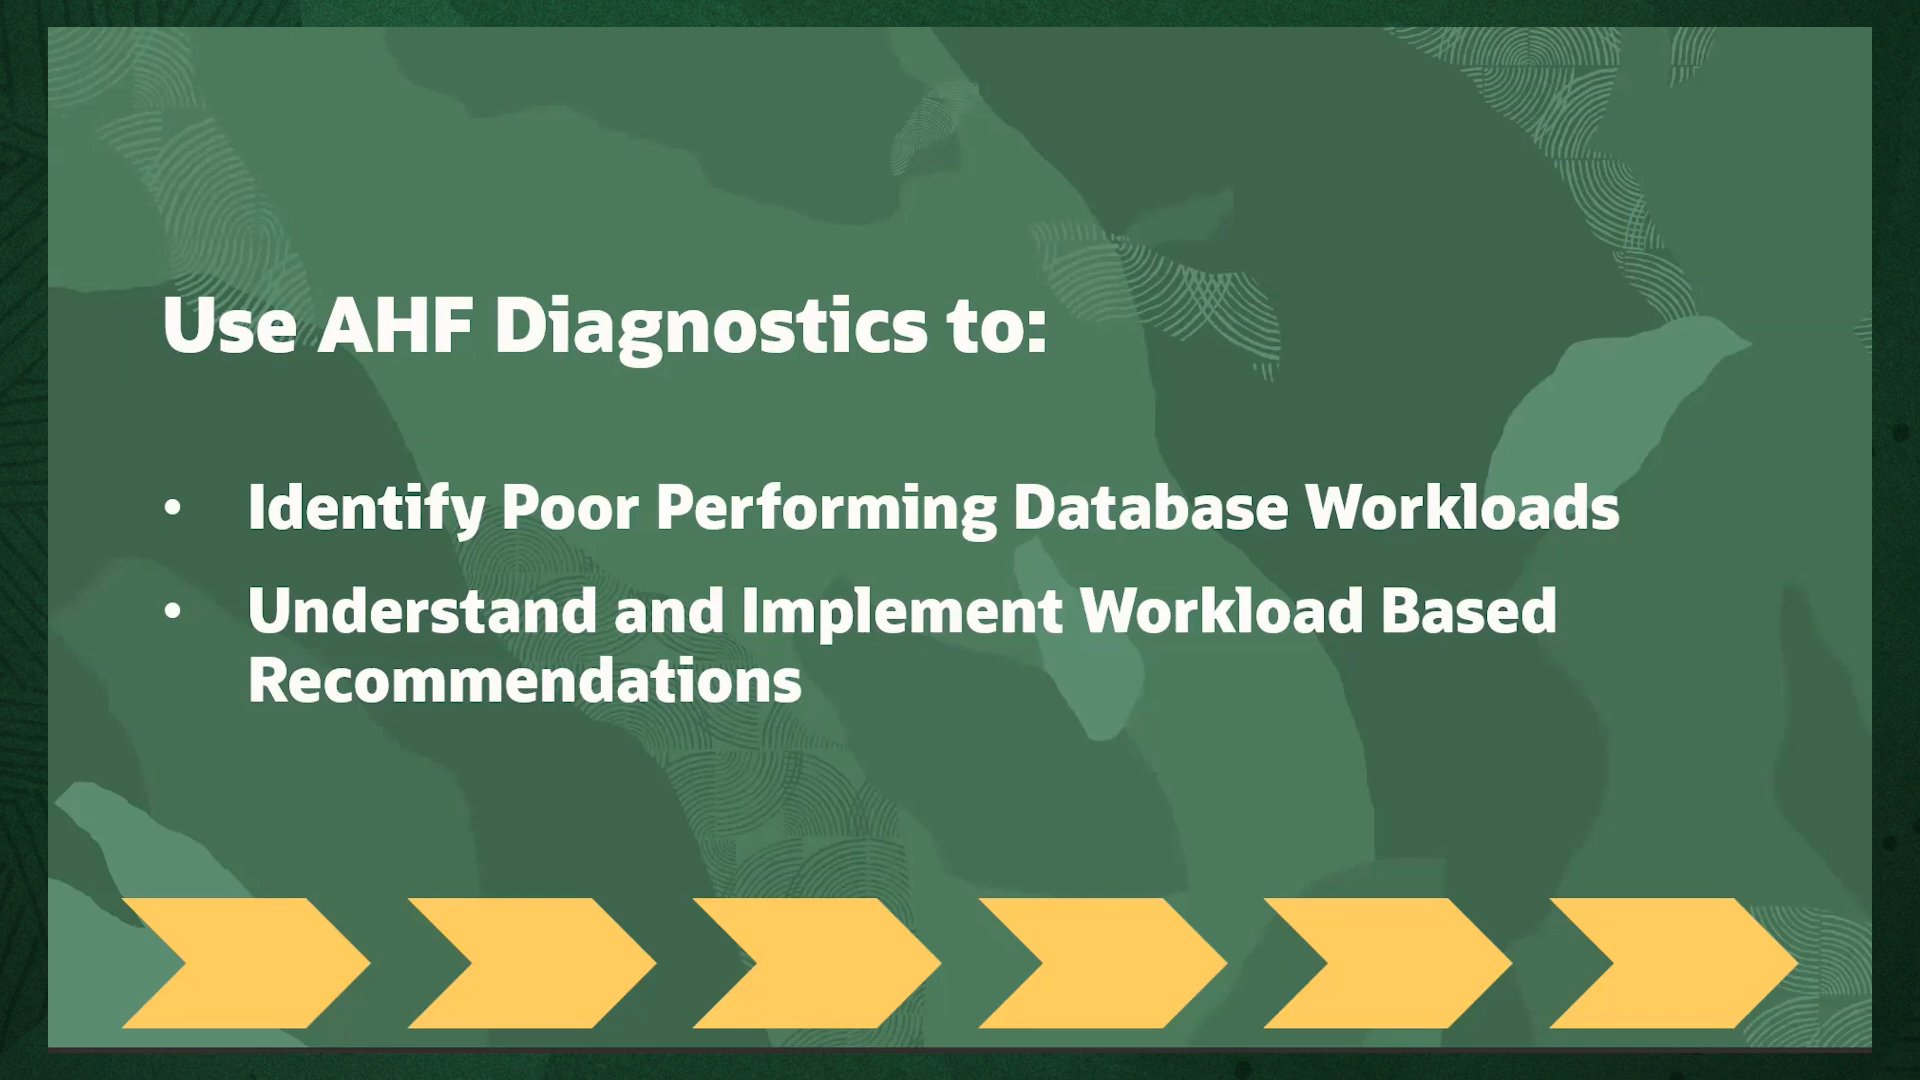 Use AHF Diagnostics to:
• Identify Poor Performing Database Workloads
• Understand and Implement Workload Based
Recommendations